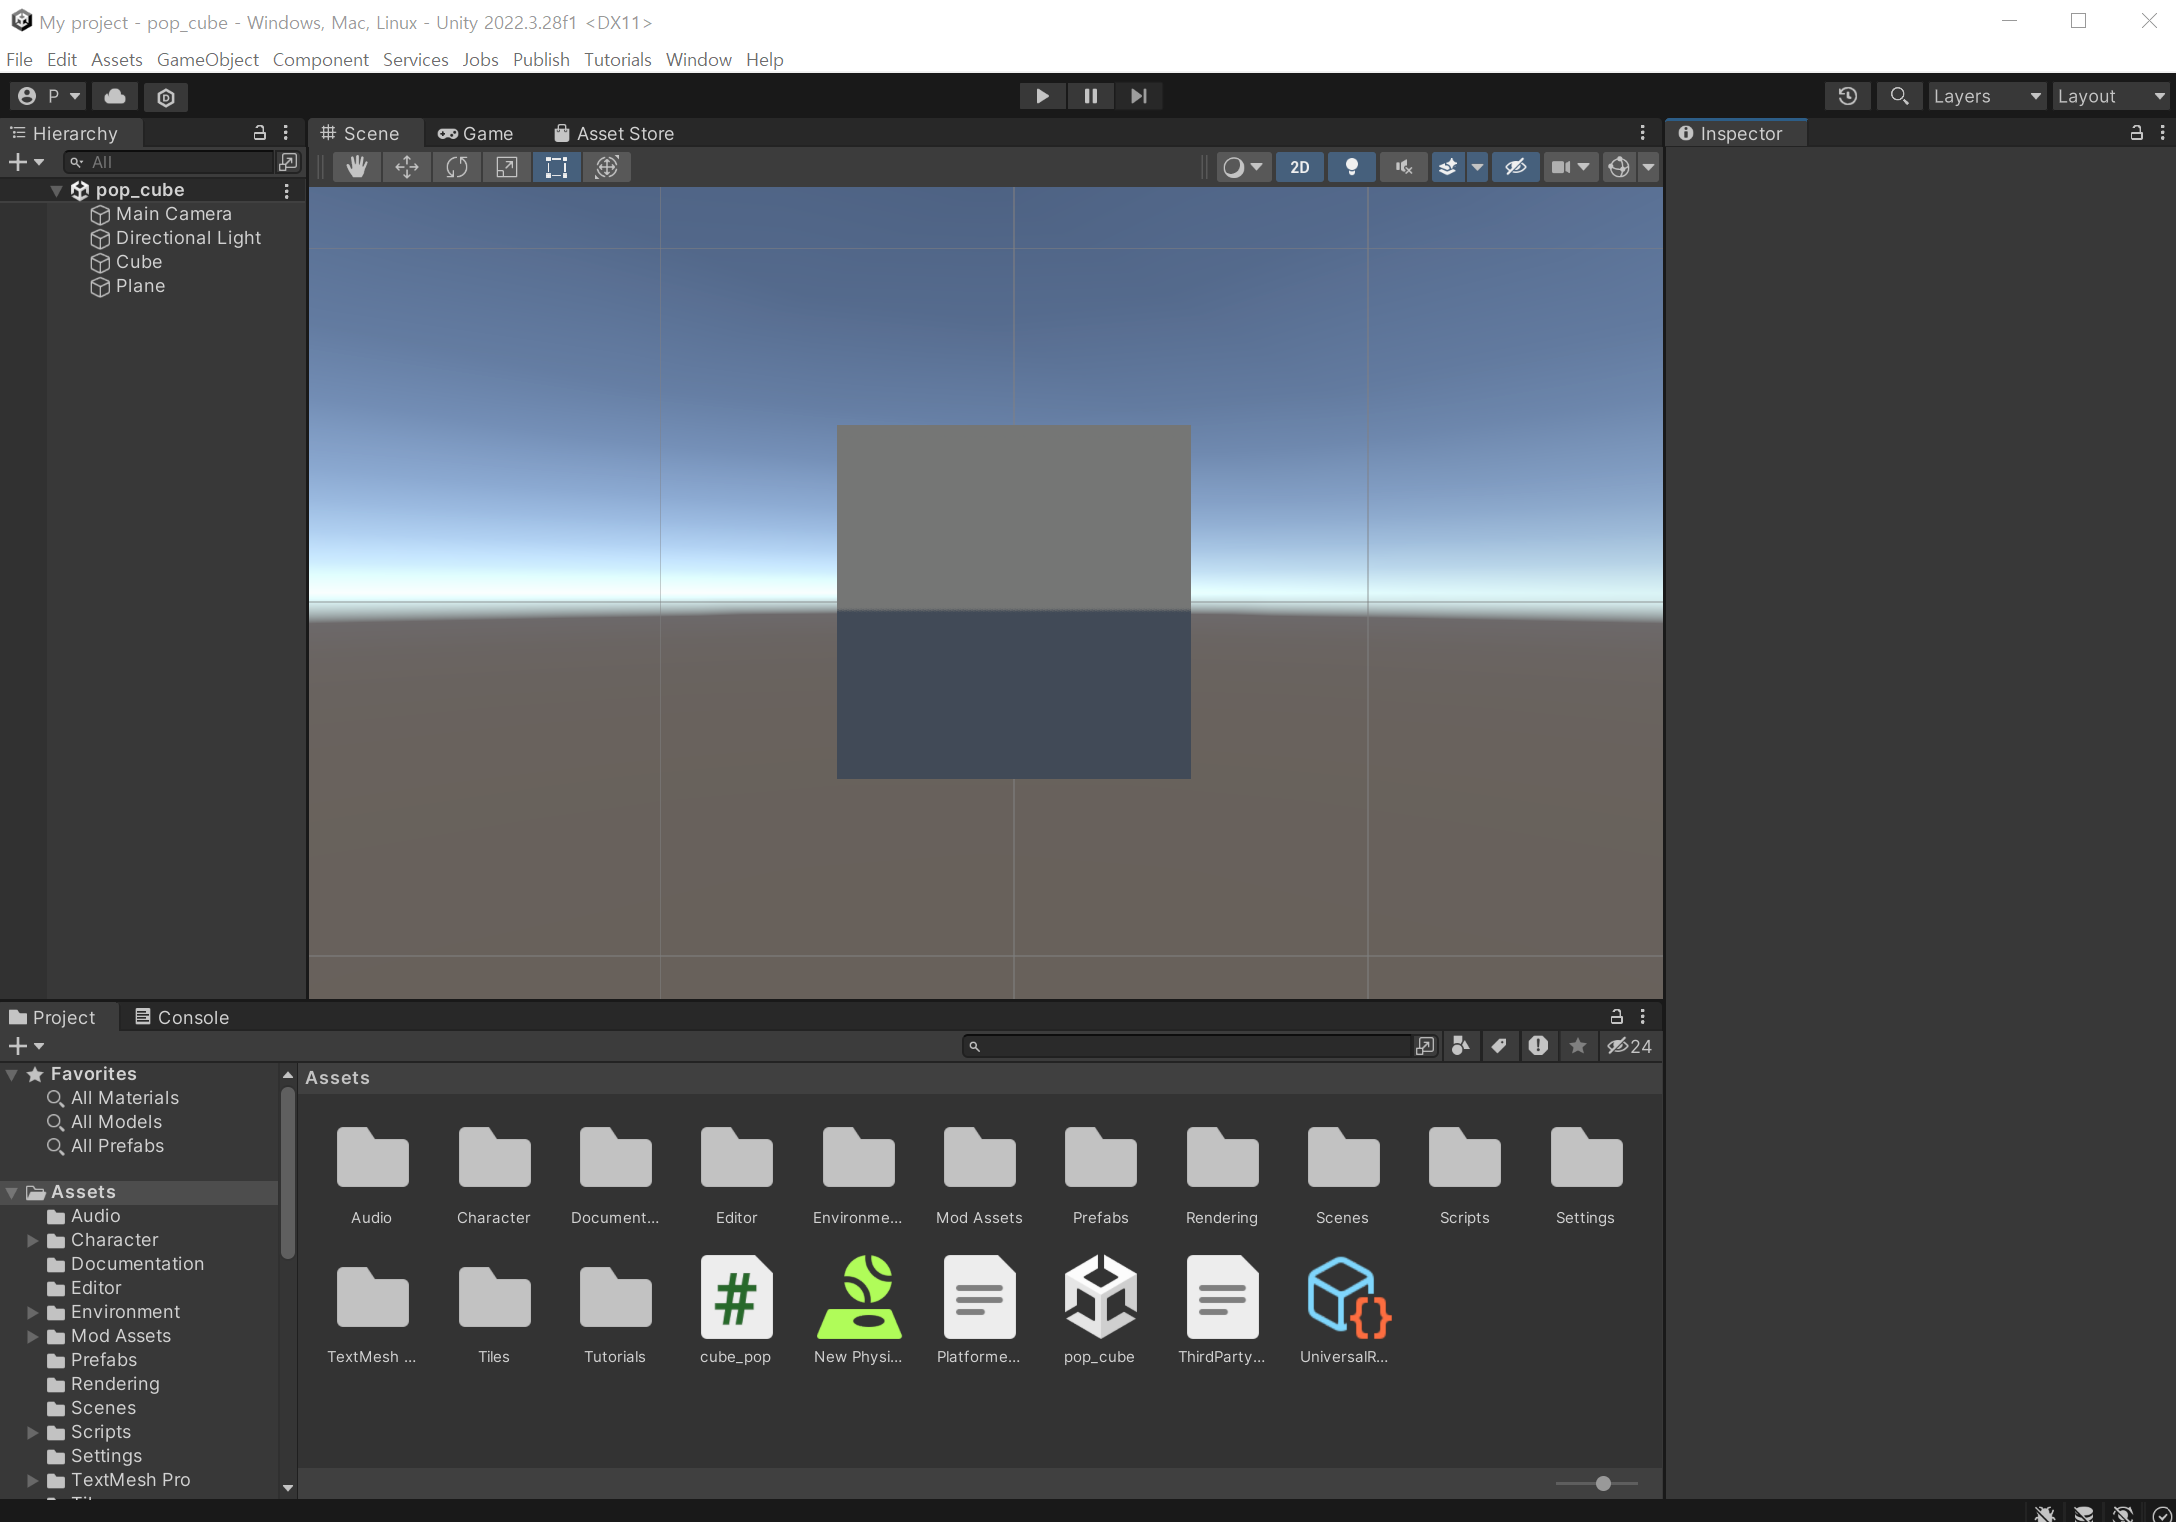 My project - pop_cube - Windows, Mac, Linux - Unity 2022.3.28f1 <DX11>
File Edit Assets GameObject Component Services Jobs Publish Tutorials Window Help
P Layers Layout
Hierarchy
All
pop_cube
Main Camera
Directional Light
Cube
Plane
Scene Game Asset Store
2D
Inspector
Project Console
24
Favorites
All Materials
All Models
All Prefabs
Assets
Audio
Character
Documentation
Editor
Environment
Mod Assets
Prefabs
Rendering
Scenes
Scripts
Settings
TextMesh Pro
Assets
Audio Character Document... Editor Environme... Mod Assets Prefabs Rendering Scenes Scripts Settings
TextMesh ... Tiles Tutorials cube_pop New Physi... Platforme... pop_cube ThirdParty... UniversalR...